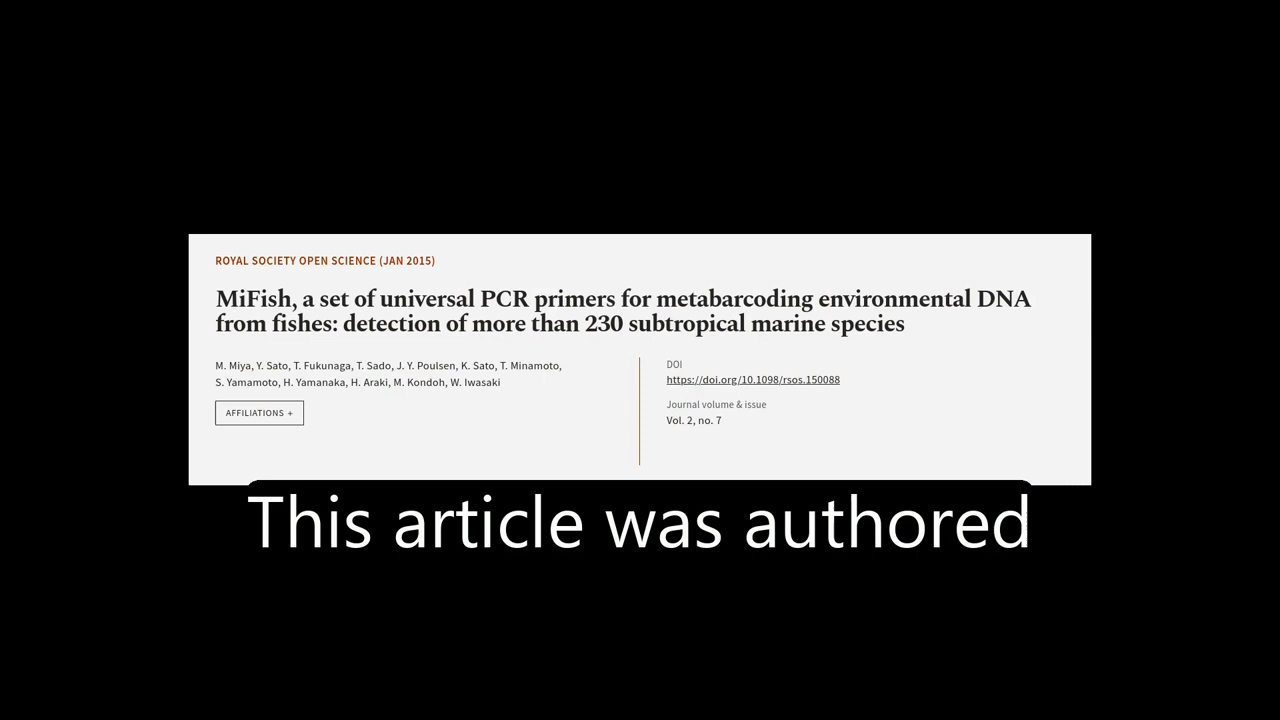 ROYAL SOCIETY OPEN SCIENCE (JAN 2015)
MiFish, a set of universal PCR primers for metabarcoding environmental DNA
from fishes: detection of more than 230 subtropical marine species
M. Miya, Y. Sato, T. Fukunaga, T. Sado, J. Y. Poulsen, K. Sato, T. Minamoto,
S. Yamamoto, H. Yamanaka, H. Araki, M. Kondoh, W. Iwasaki
AFFILIATIONS +
DOI
https://doi.org/10.1098/rsos.150088
Journal volume & issue
Vol. 2, no. 7
This article was authored